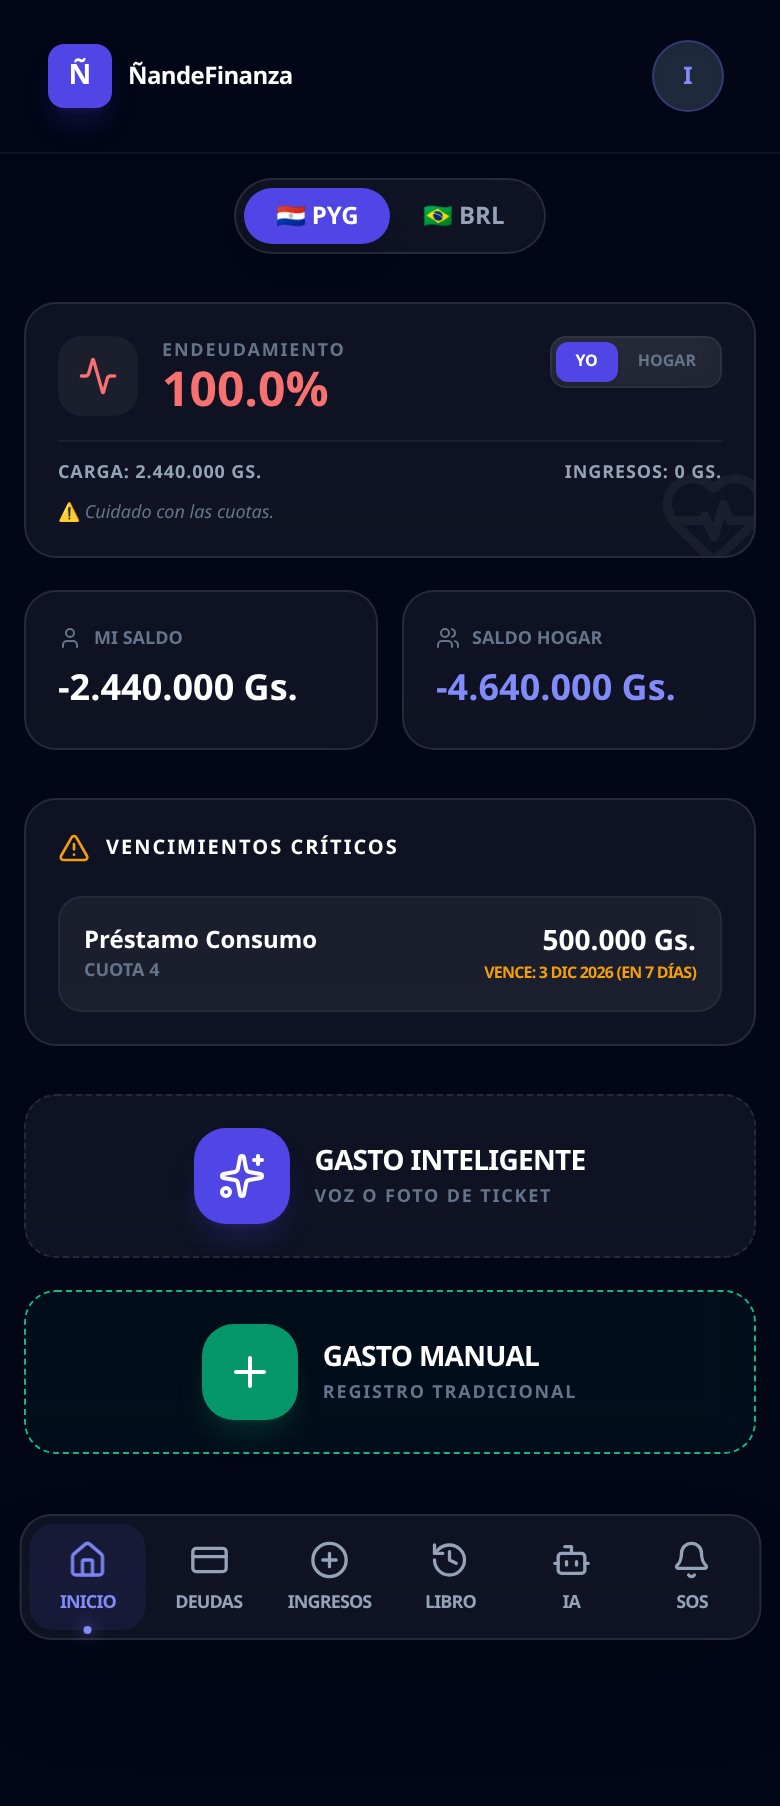 Ñ ÑandeFinanza I
🇵🇾 PYG 🇧🇷 BRL
ENDEUDAMIENTO
100.0%
YO HOGAR
CARGA: 2.440.000 GS. INGRESOS: 0 GS.
⚠️ Cuidado con las cuotas.
MI SALDO
-2.440.000 Gs.
SALDO HOGAR
-4.640.000 Gs.
VENCIMIENTOS CRÍTICOS
Préstamo Consumo 500.000 Gs.
CUOTA 4 VENCE: 3 DIC 2026 (EN 7 DÍAS)
GASTO INTELIGENTE
VOZ O FOTO DE TICKET
GASTO MANUAL
REGISTRO TRADICIONAL
INICIO DEUDAS INGRESOS LIBRO IA SOS